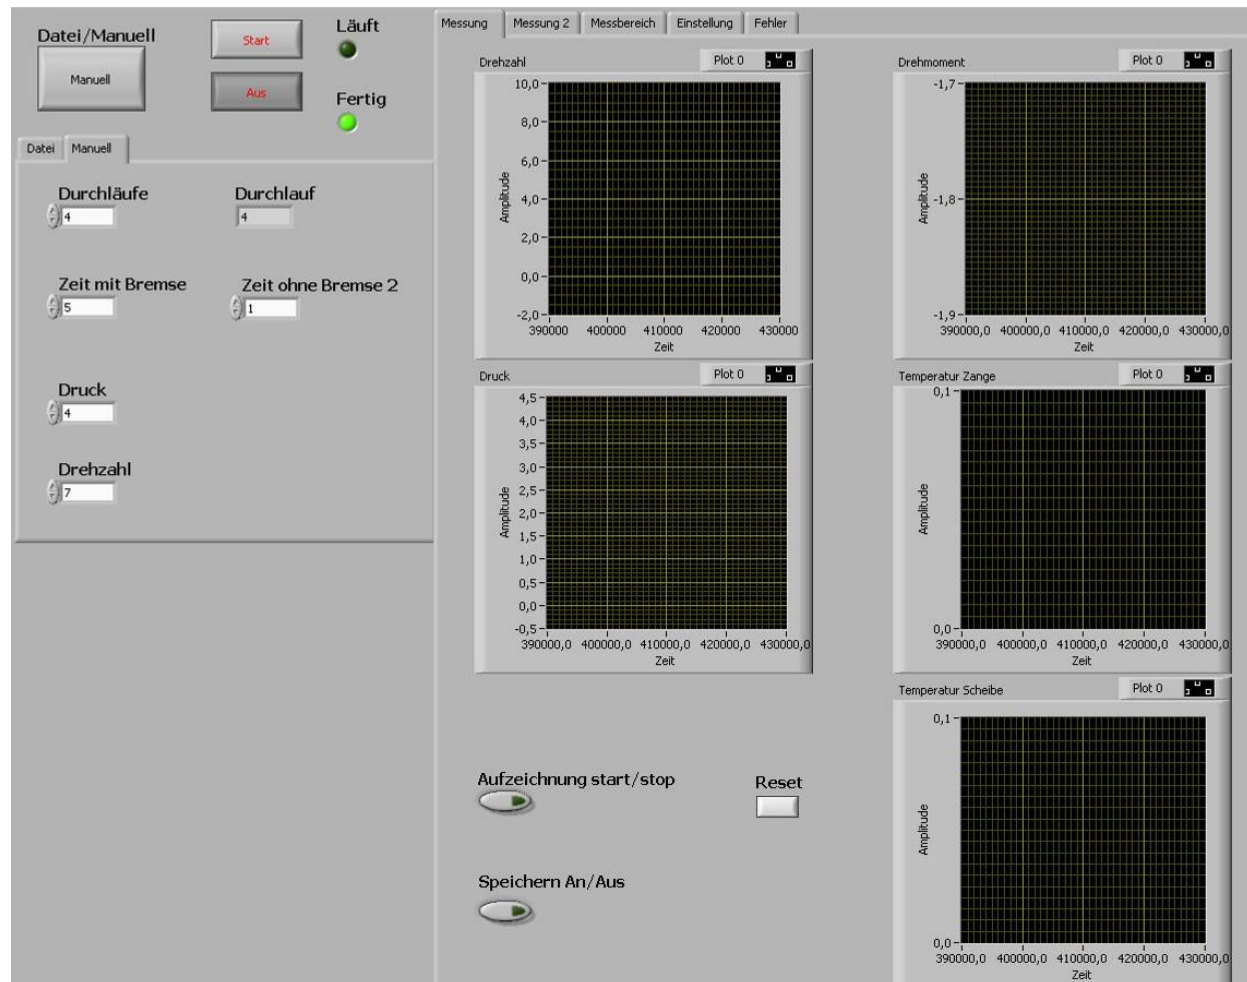 Datei/Manuell
Manuell
Start
Aus
Läuft
Fertig
Datei Manuell
Durchläufe
4
Durchlauf
4
Zeit mit Bremse
5
Zeit ohne Bremse 2
1
Druck
4
Drehzahl
7
Messung Messung 2 Messbereich Einstellung Fehler
Drehzahl
Plot 0
Amplitude
10,0
8,0
6,0
4,0
2,0
0,0
-2,0
390000 400000 410000 420000 430000
Zeit
Drehmoment
Plot 0
Amplitude
-1,7
-1,8
-1,9
390000,0 400000,0 410000,0 420000,0 430000,0
Zeit
Druck
Plot 0
Amplitude
4,5
4,0
3,5
3,0
2,5
2,0
1,5
1,0
0,5
0,0
-0,5
390000,0 400000,0 410000,0 420000,0 430000,0
Zeit
Temperatur Zange
Plot 0
Amplitude
0,1
0,0
390000,0 400000,0 410000,0 420000,0 430000,0
Zeit
Temperatur Scheibe
Plot 0
Amplitude
0,1
0,0
390000,0 400000,0 410000,0 420000,0 430000,0
Zeit
Aufzeichnung start/stop
Reset
Speichern An/Aus